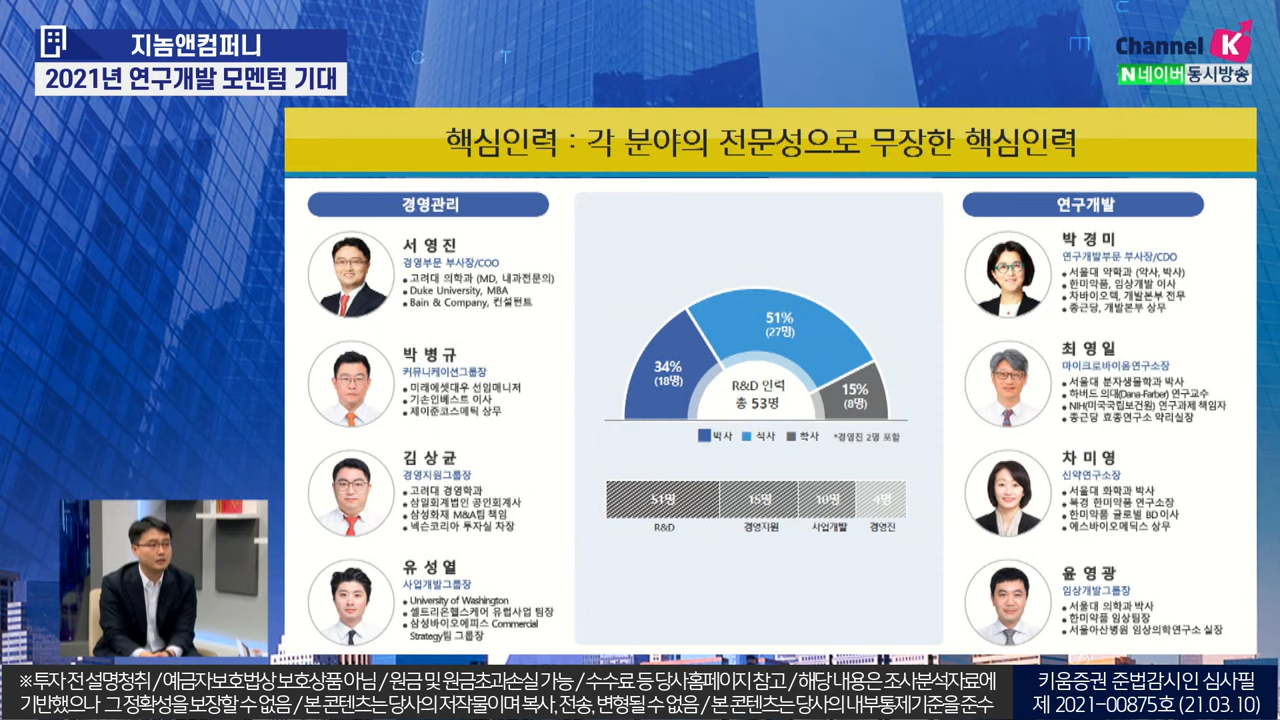 지놈앤컴퍼니
2021년 연구개발 모멘텀 기대
Channel K
N 네이버 동시방송
핵심인력 : 각 분야의 전문성으로 무장한 핵심인력
경영관리
서 영 진
경영부문 부사장/COO
• 고려대 의학과 (MD, 내과전문의)
• Duke University, MBA
• Bain & Company, 컨설턴트
박 병 규
커뮤니케이션그룹장
• 미래에셋대우 선임매니저
• 기손인베스트 이사
• 제이준코스메틱 상무
김 상 균
경영지원그룹장
• 고려대 경영학과
• 삼일회계법인 공인회계사
• 삼성화재 M&A팀 책임
• 넥슨코리아 투자실 차장
유 성 열
사업개발그룹장
• University of Washington
• 셀트리온헬스케어 유럽사업 팀장
• 삼성바이오에피스 Commercial
Strategy팀 그룹장
51%
(27명)
34%
(18명)
15%
(8명)
R&D 인력
총 53명
박사 석사 학사 *경영진 2명 포함
51명 15명 10명 4명
R&D 경영지원 사업개발 경영진
연구개발
박 경 미
연구개발부문 부사장/CDO
• 서울대 약학과 (약사, 박사)
• 한미약품, 임상개발 이사
• 차바이오텍, 개발본부 전무
• 종근당, 개발본부 상무
최 영 일
마이크로바이옴연구소장
• 서울대 분자생물학과 박사
• 하버드 의대(Dana-Farber) 연구교수
• NIH(미국국립보건원) 연구과제 책임자
• 종근당 효종연구소 약리실장
차 미 영
신약연구소장
• 서울대 화학과 박사
• 북경 한미약품 연구소장
• 한미약품 글로벌 BD이사
• 에스바이오메딕스 상무
윤 영 광
임상개발그룹장
• 서울대 의학과 박사
• 한미약품 임상팀장
• 서울아산병원 임상의학연구소 실장
※ 투자 전 설명청취 / 예금자보호법상 보호상품 아님 / 원금 및 원금초과손실 가능 / 수수료 등 당사홈페이지 참고 / 해당 내용은 조사분석자료에
기반했으나 그 정확성을 보장할 수 없음 / 본 콘텐츠는 당사의 저작물이며 복사, 전송, 변형될 수 없음 / 본 콘텐츠는 당사의 내부통제기준을 준수
키움증권 준법감시인 심사필
제 2021-00875호 (21.03.10)